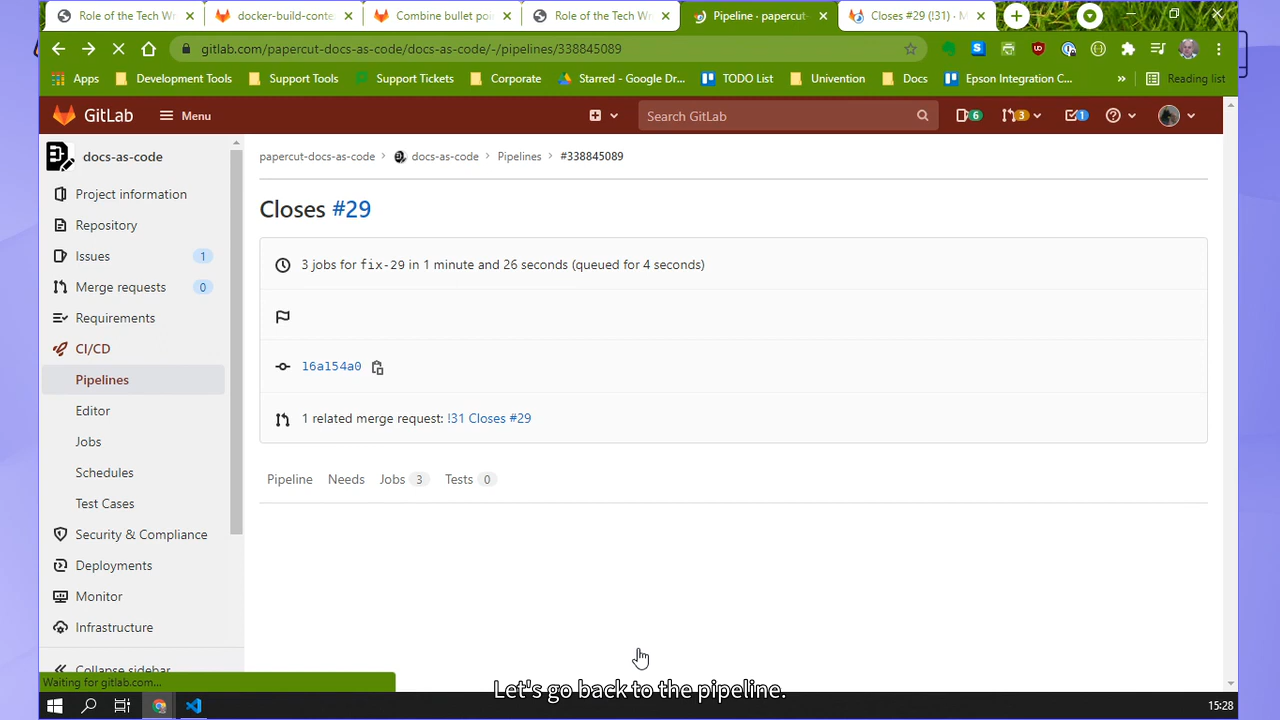 Role of the Tech Wr
docker-build-conte
Combine bullet poi
Role of the Tech Wr
Pipeline · papercut-
Closes #29 (!31) · M
gitlab.com/papercut-docs-as-code/docs-as-code/-/pipelines/338845089
Apps
Development Tools
Support Tools
Support Tickets
Corporate
Starred - Google Dr...
TODO List
Univention
Docs
Epson Integration C...
»
Reading list
GitLab
Menu
Search GitLab
6
3
1
docs-as-code
Project information
Repository
Issues 1
Merge requests 0
Requirements
CI/CD
Pipelines
Editor
Jobs
Schedules
Test Cases
Security & Compliance
Deployments
Monitor
Infrastructure
Collapse sidebar
papercut-docs-as-code > docs-as-code > Pipelines > #338845089
Closes #29
3 jobs for fix-29 in 1 minute and 26 seconds (queued for 4 seconds)
16a154a0
1 related merge request: !31 Closes #29
Pipeline Needs Jobs 3 Tests 0
Waiting for gitlab.com...
Let's go back to the pipeline.
15:28